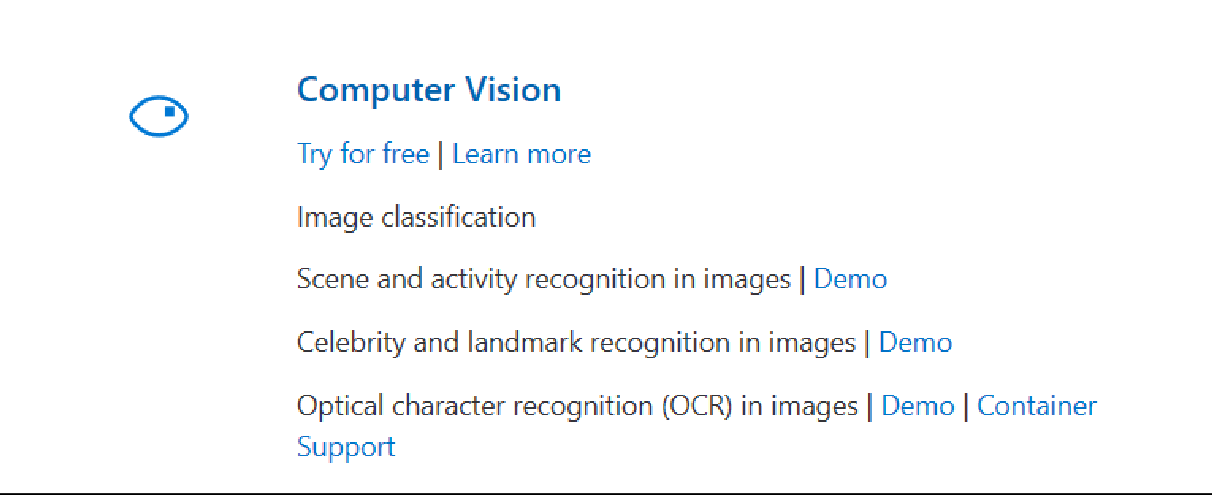 Computer Vision
Try for free | Learn more
Image classification
Scene and activity recognition in images | Demo
Celebrity and landmark recognition in images | Demo
Optical character recognition (OCR) in images | Demo | Container
Support